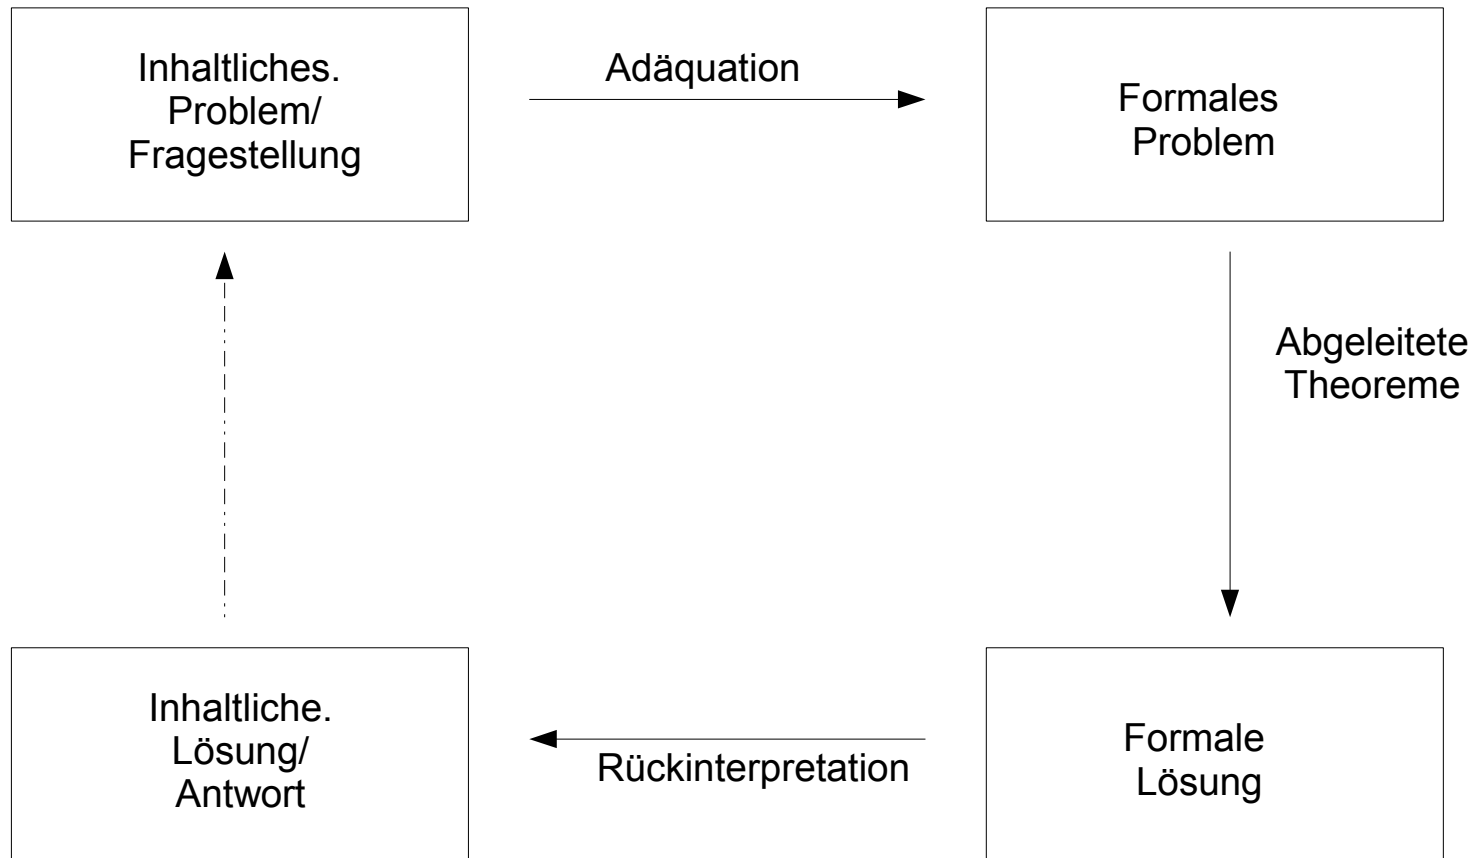 Inhaltliches.
Problem/
Fragestellung
Adäquation
Formales
Problem
Abgeleitete
Theoreme
Inhaltliche.
Lösung/
Antwort
Rückinterpretation
Formale
Lösung